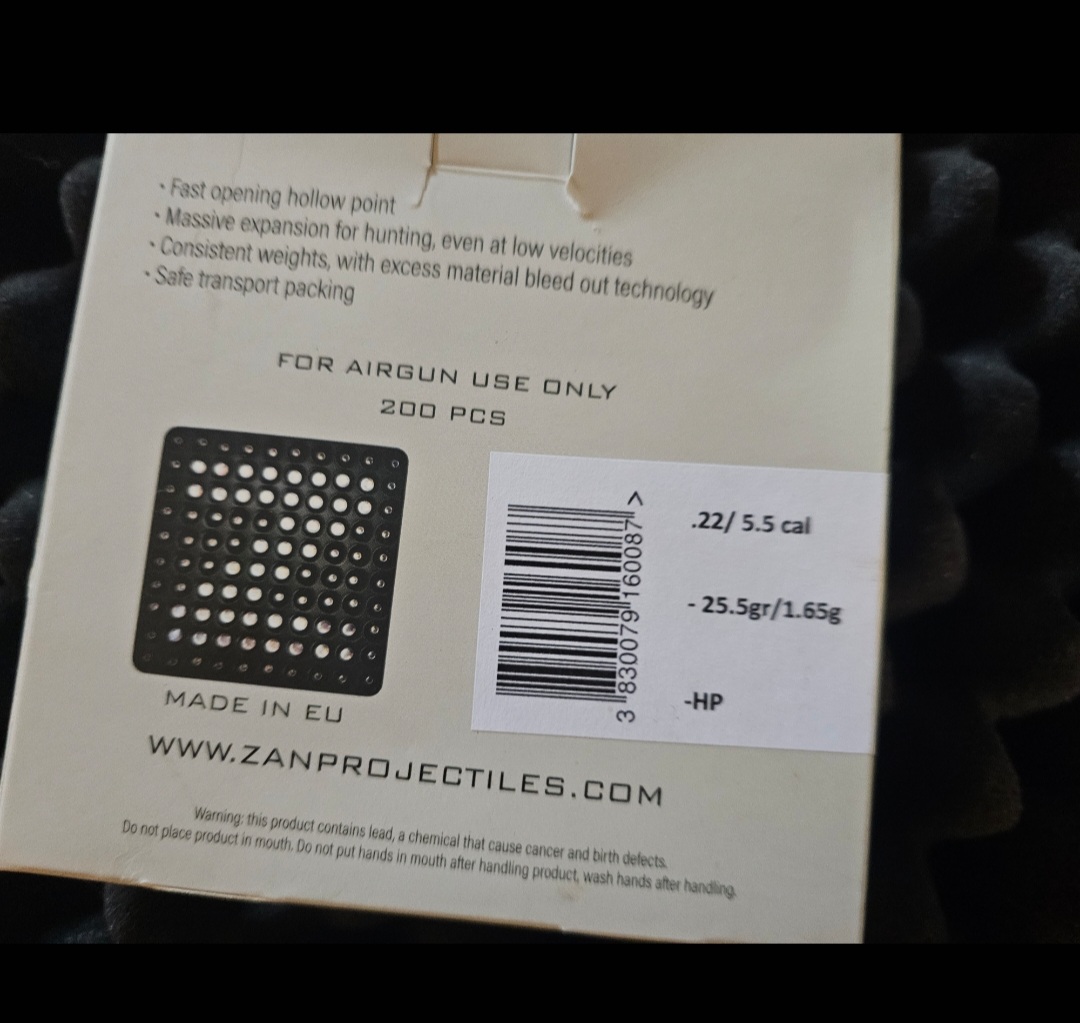 • Fast opening hollow point
• Massive expansion for hunting, even at low velocities
• Consistent weights, with excess material bleed out technology
• Safe transport packing
FOR AIRGUN USE ONLY
200 PCS
.22/ 5.5 cal
- 25.5gr/1.65g
-HP
3 830079 160087 >
MADE IN EU
WWW.ZANPROJECTILES.COM
Warning: this product contains lead, a chemical that cause cancer and birth defects.
Do not place product in mouth. Do not put hands in mouth after handling product, wash hands after handling.